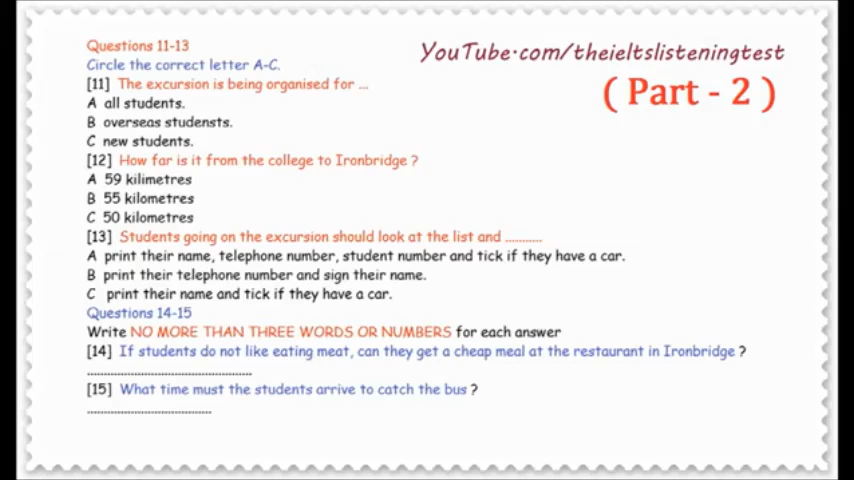 Questions 11-13
YouTube.com/theieltslisteningtest
Circle the correct letter A-C.
( Part - 2 )
[11] The excursion is being organised for ...
A all students.
B overseas studensts.
C new students.
[12] How far is it from the college to Ironbridge ?
A 59 kilimetres
B 55 kilometres
C 50 kilometres
[13] Students going on the excursion should look at the list and ...........
A print their name, telephone number, student number and tick if they have a car.
B print their telephone number and sign their name.
C print their name and tick if they have a car.
Questions 14-15
Write NO MORE THAN THREE WORDS OR NUMBERS for each answer
[14] If students do not like eating meat, can they get a cheap meal at the restaurant in Ironbridge ?
.................................................
[15] What time must the students arrive to catch the bus ?
.....................................